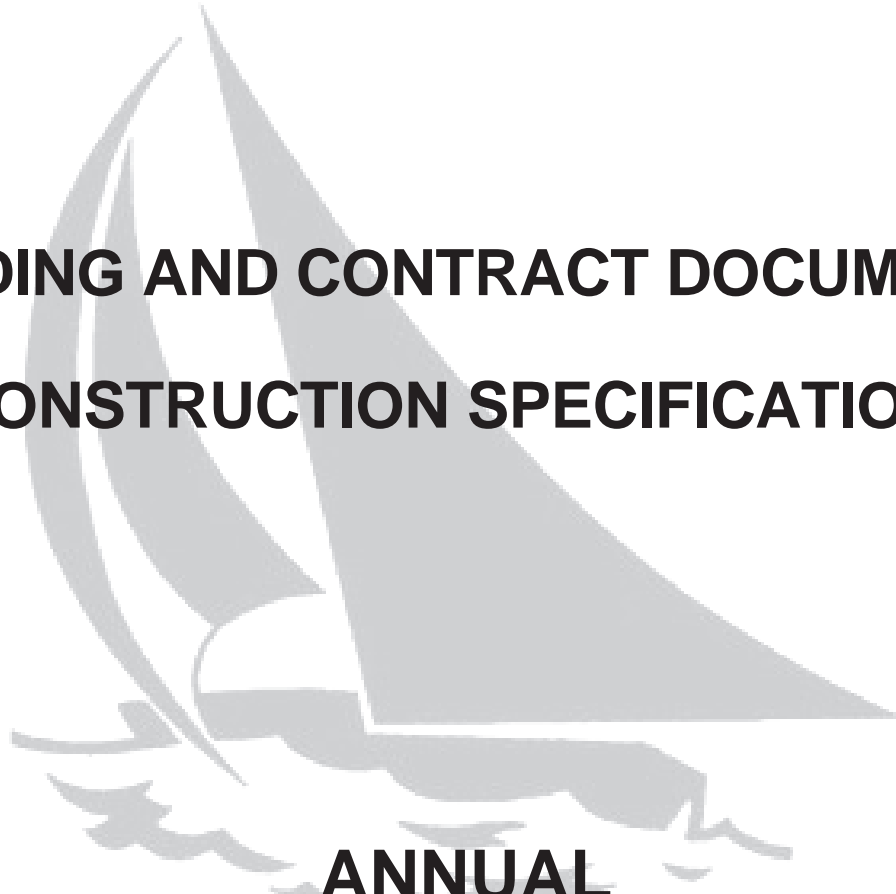 DING AND CONTRACT DOCUM
ONSTRUCTION SPECIFICATIO
ANNUAL